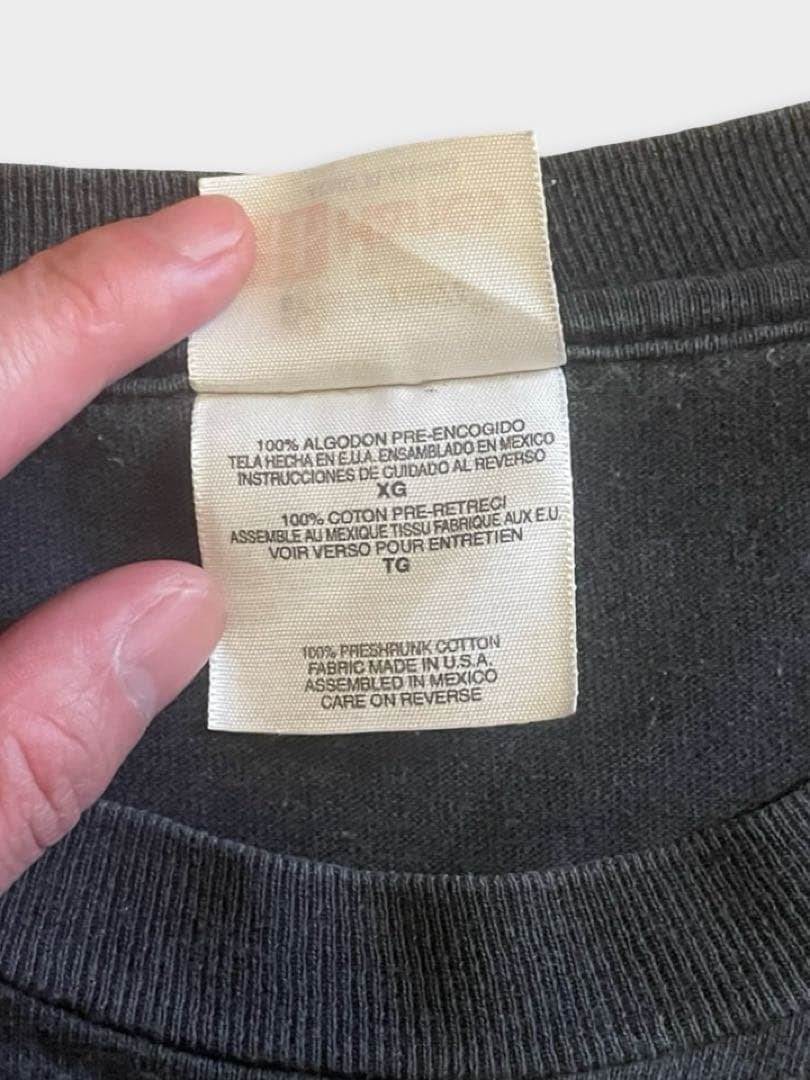 100% ALGODON PRE-ENCOGIDO
TELA HECHA EN E.U.A. ENSAMBLADO EN MEXICO
INSTRUCCIONES DE CUIDADO AL REVERSO
XG
100% COTON PRE-RETRECI
ASSEMBLE AU MEXIQUE TISSU FABRIQUE AUX E.U.
VOIR VERSO POUR ENTRETIEN
TG
100% PRESHRUNK COTTON
FABRIC MADE IN U.S.A.
ASSEMBLED IN MEXICO
CARE ON REVERSE